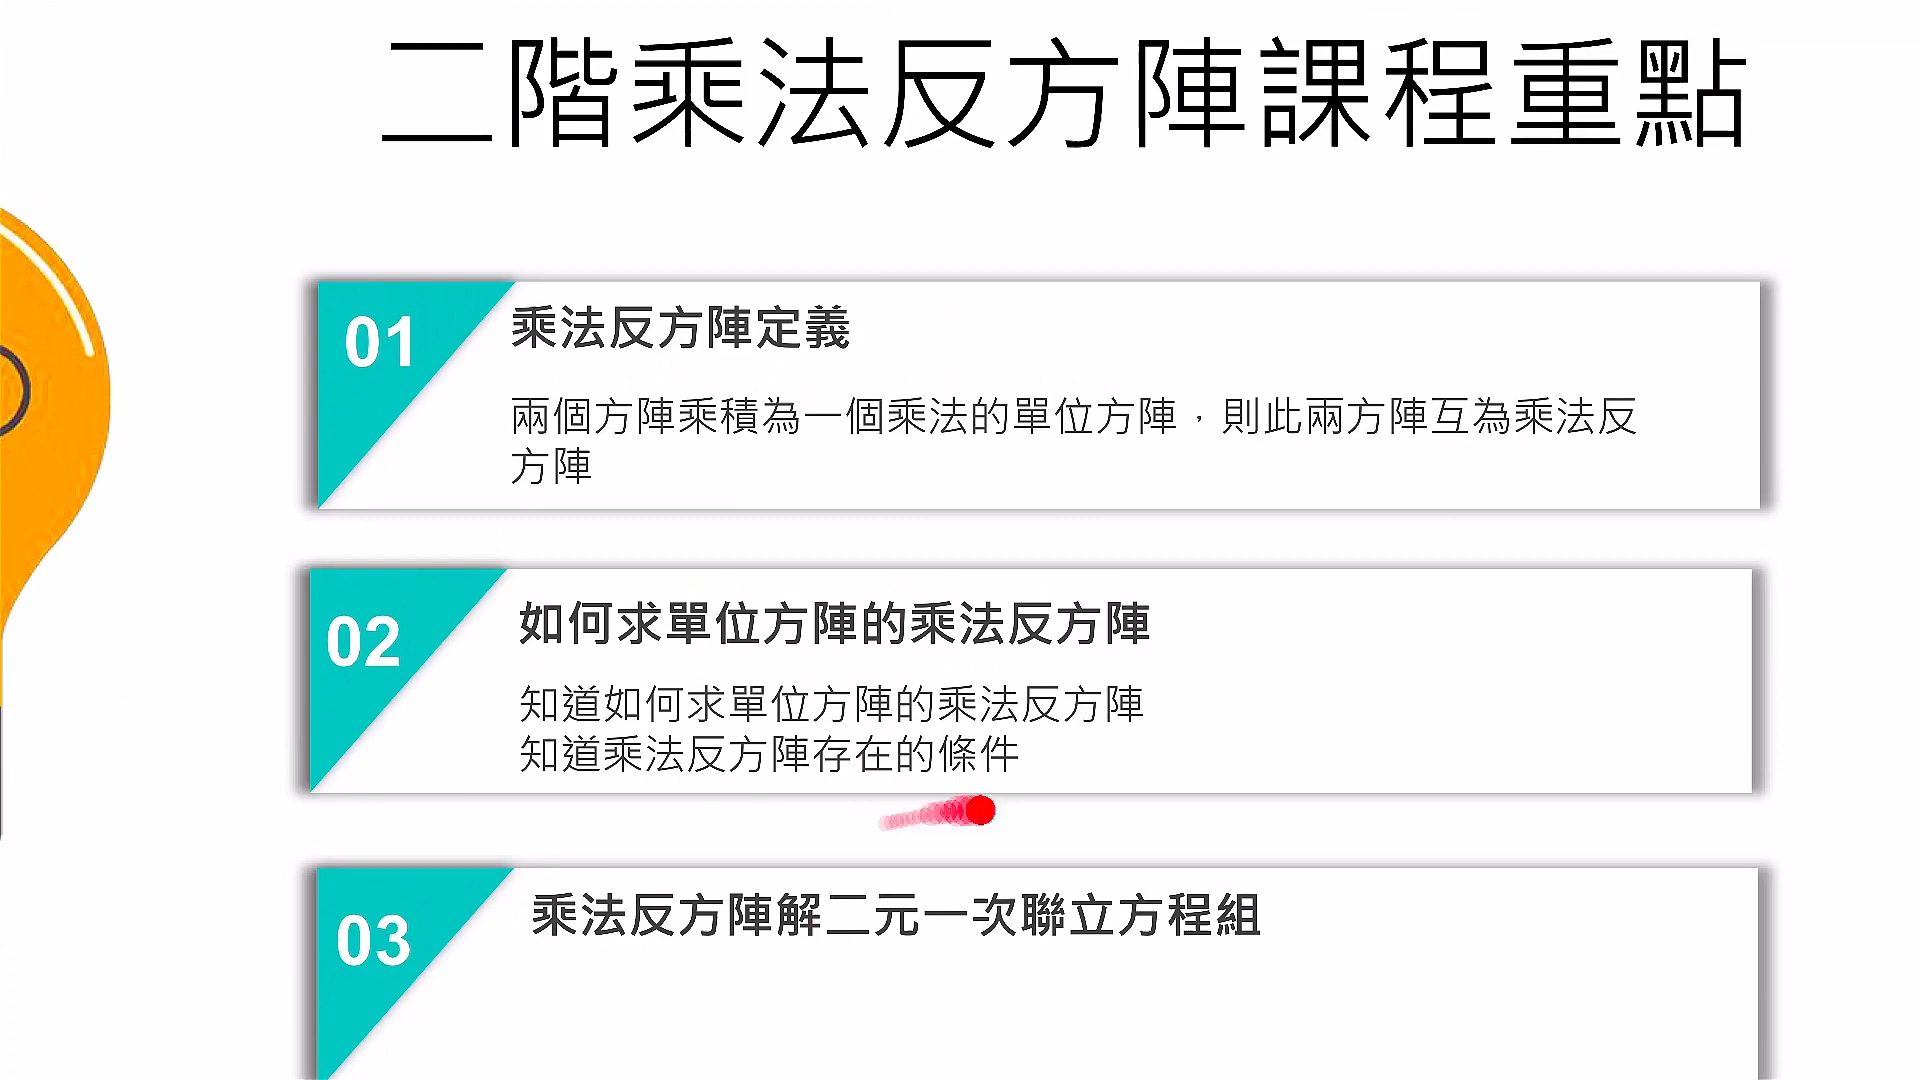 二階乘法反方陣課程重點
01
乘法反方陣定義
兩個方陣乘積為一個乘法的單位方陣，則此兩方陣互為乘法反
方陣
02
如何求單位方陣的乘法反方陣
知道如何求單位方陣的乘法反方陣
知道乘法反方陣存在的條件
03
乘法反方陣解二元一次聯立方程組